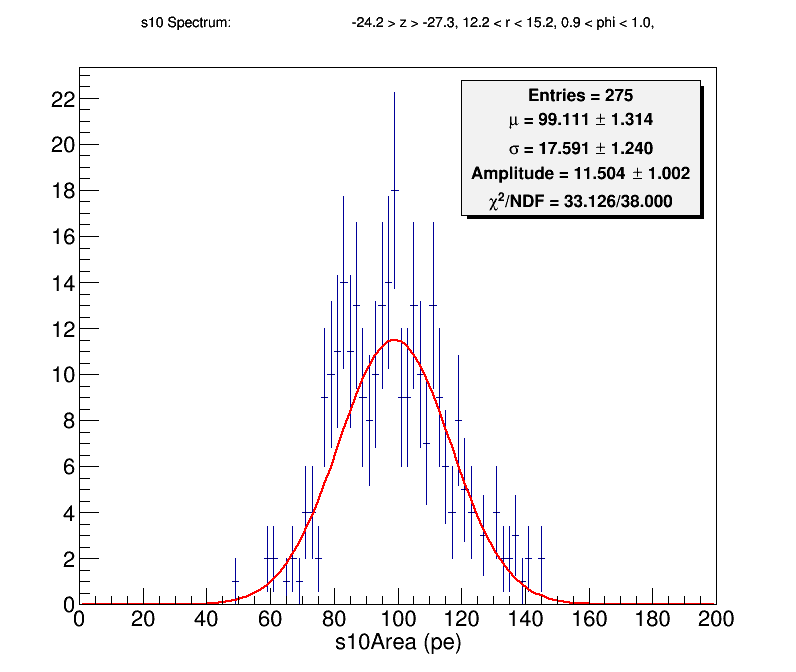 s10 Spectrum: -24.2 > z > -27.3, 12.2 < r < 15.2, 0.9 < phi < 1.0,
Entries = 275
μ = 99.111 ± 1.314
σ = 17.591 ± 1.240
Amplitude = 11.504 ± 1.002
χ²/NDF = 33.126/38.000
22
20
18
16
14
12
10
8
6
4
2
0
0 20 40 60 80 100 120 140 160 180 200
s10Area (pe)